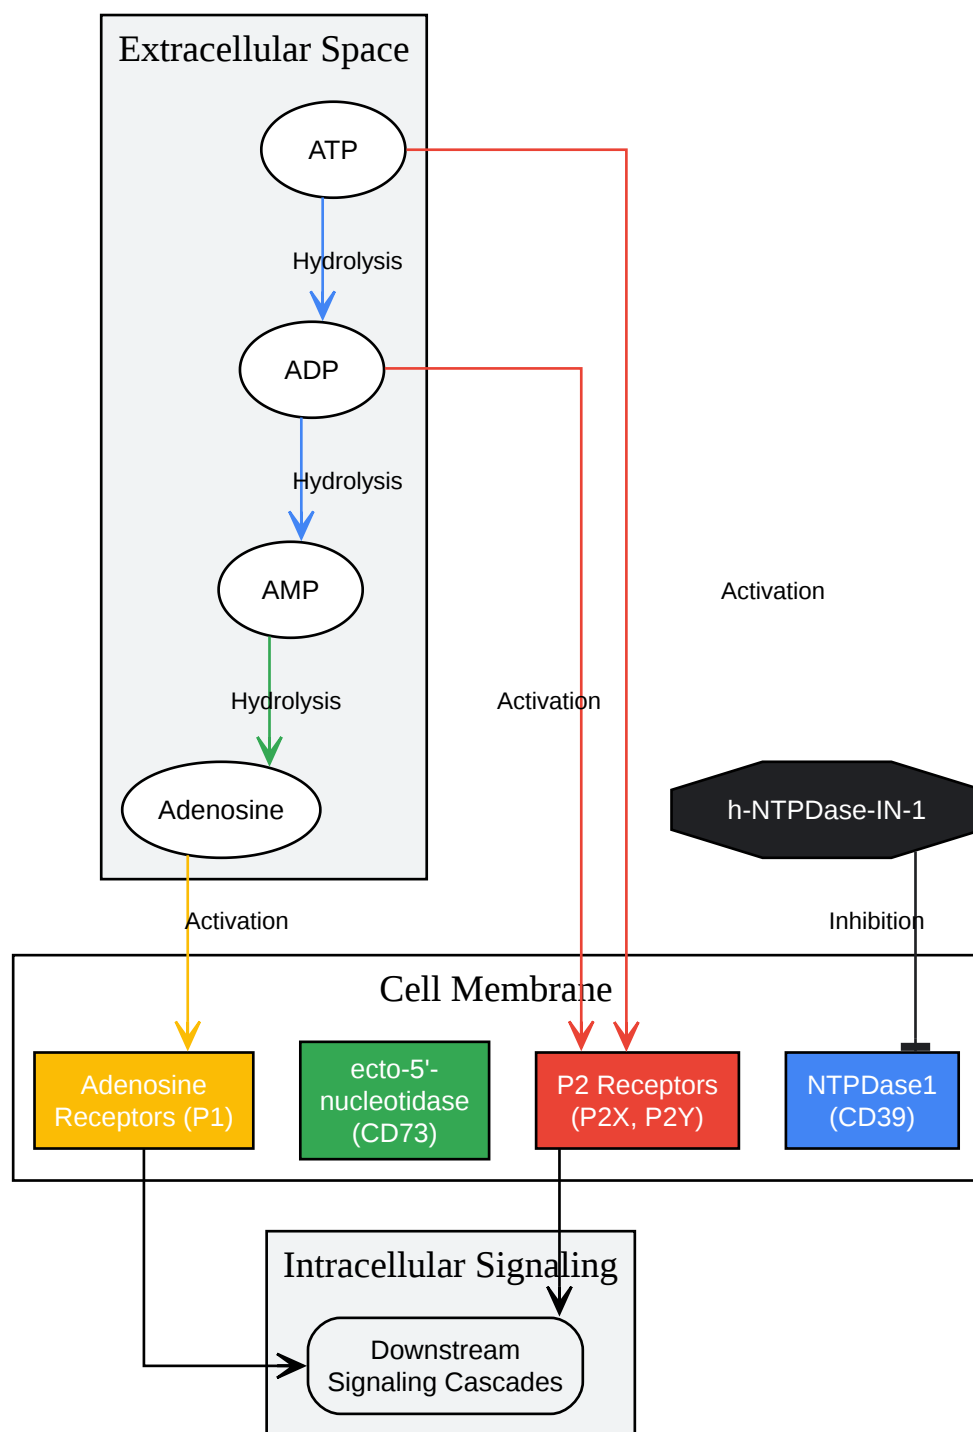 Extracellular Space
ATP
Hydrolysis
ADP
Hydrolysis
AMP
Activation
Hydrolysis
Activation
Adenosine
h-NTPDase-IN-1
Activation
Inhibition
Cell Membrane
Adenosine
Receptors (P1)
ecto-5'-
nucleotidase
(CD73)
P2 Receptors
(P2X, P2Y)
NTPDase1
(CD39)
Intracellular Signaling
Downstream
Signaling Cascades